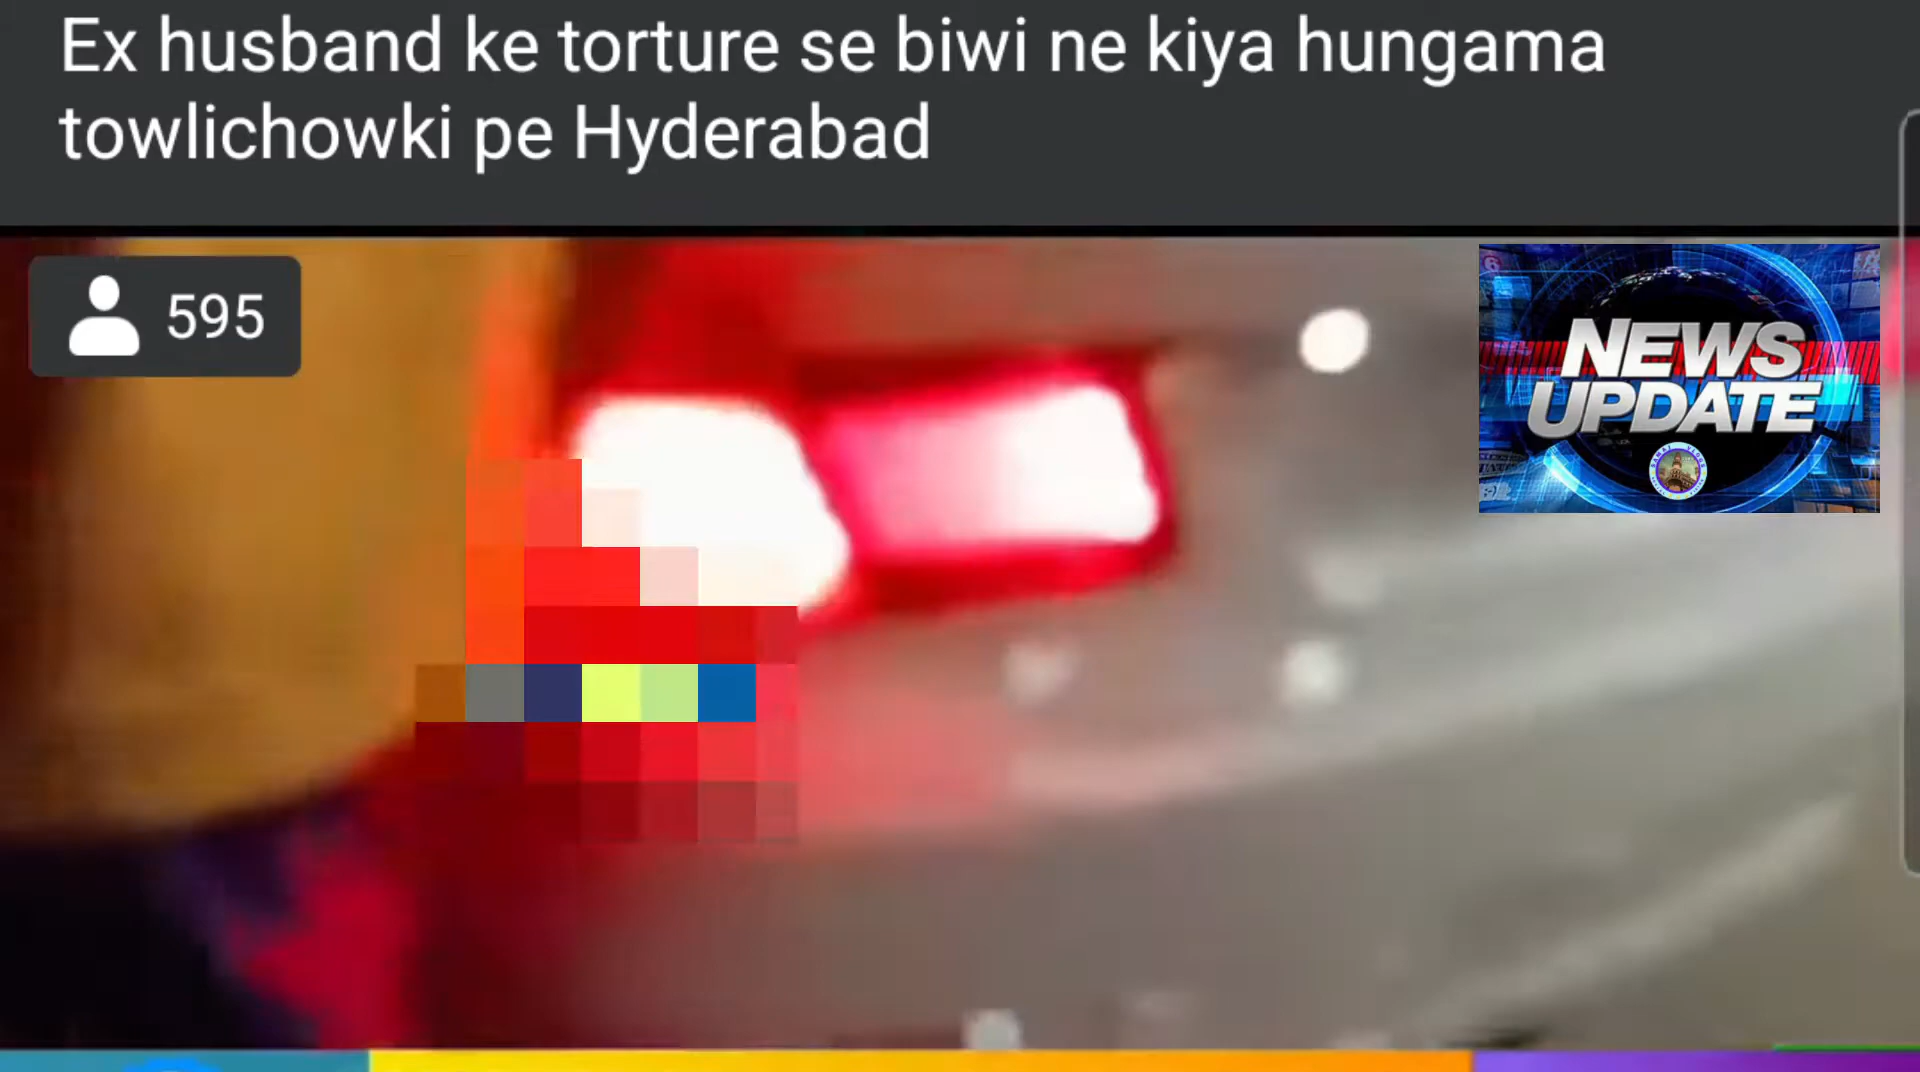 Ex husband ke torture se biwi ne kiya hungama
towlichowki pe Hyderabad
595
NEWS
UPDATE